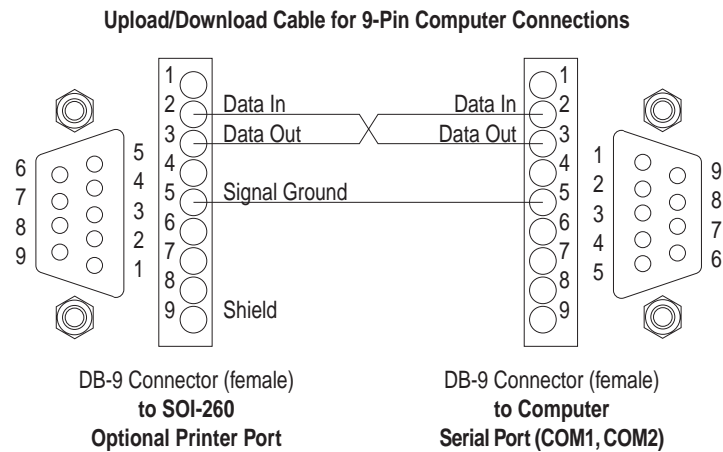 Upload/Download Cable for 9-Pin Computer Connections
1 1
2 Data In Data In 2
3 Data Out Data Out 3
4 4
5 Signal Ground 5
6 6
7 7
8 8
9 Shield 9
6 5
7 4
8 3
9 2
1
1 9
2 8
3 7
4 6
5
DB-9 Connector (female)
to SOI-260
Optional Printer Port
DB-9 Connector (female)
to Computer
Serial Port (COM1, COM2)